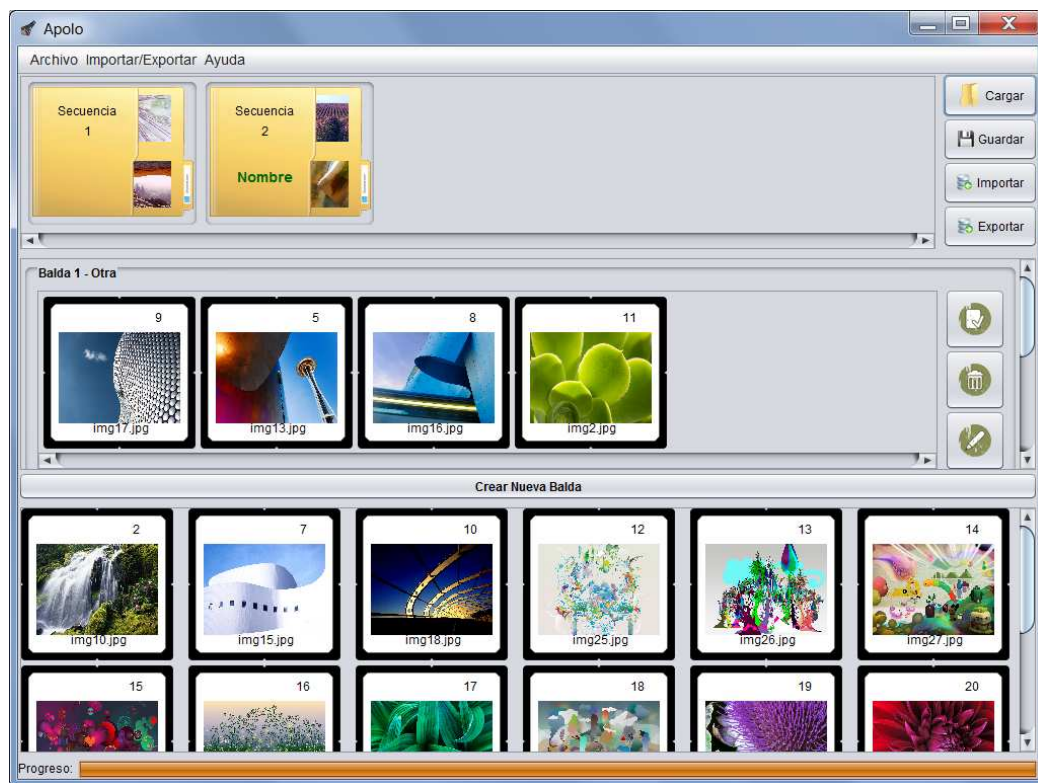 Apolo
Archivo Importar/Exportar Ayuda
Secuencia
1
Secuencia
2
Nombre
Cargar
Guardar
Importar
Exportar
Balda 1 - Otra
9
img17.jpg
5
img13.jpg
8
img16.jpg
11
img2.jpg
Crear Nueva Balda
2
img10.jpg
7
img15.jpg
10
img18.jpg
12
img25.jpg
13
img26.jpg
14
img27.jpg
15
16
17
18
19
20
Progreso: